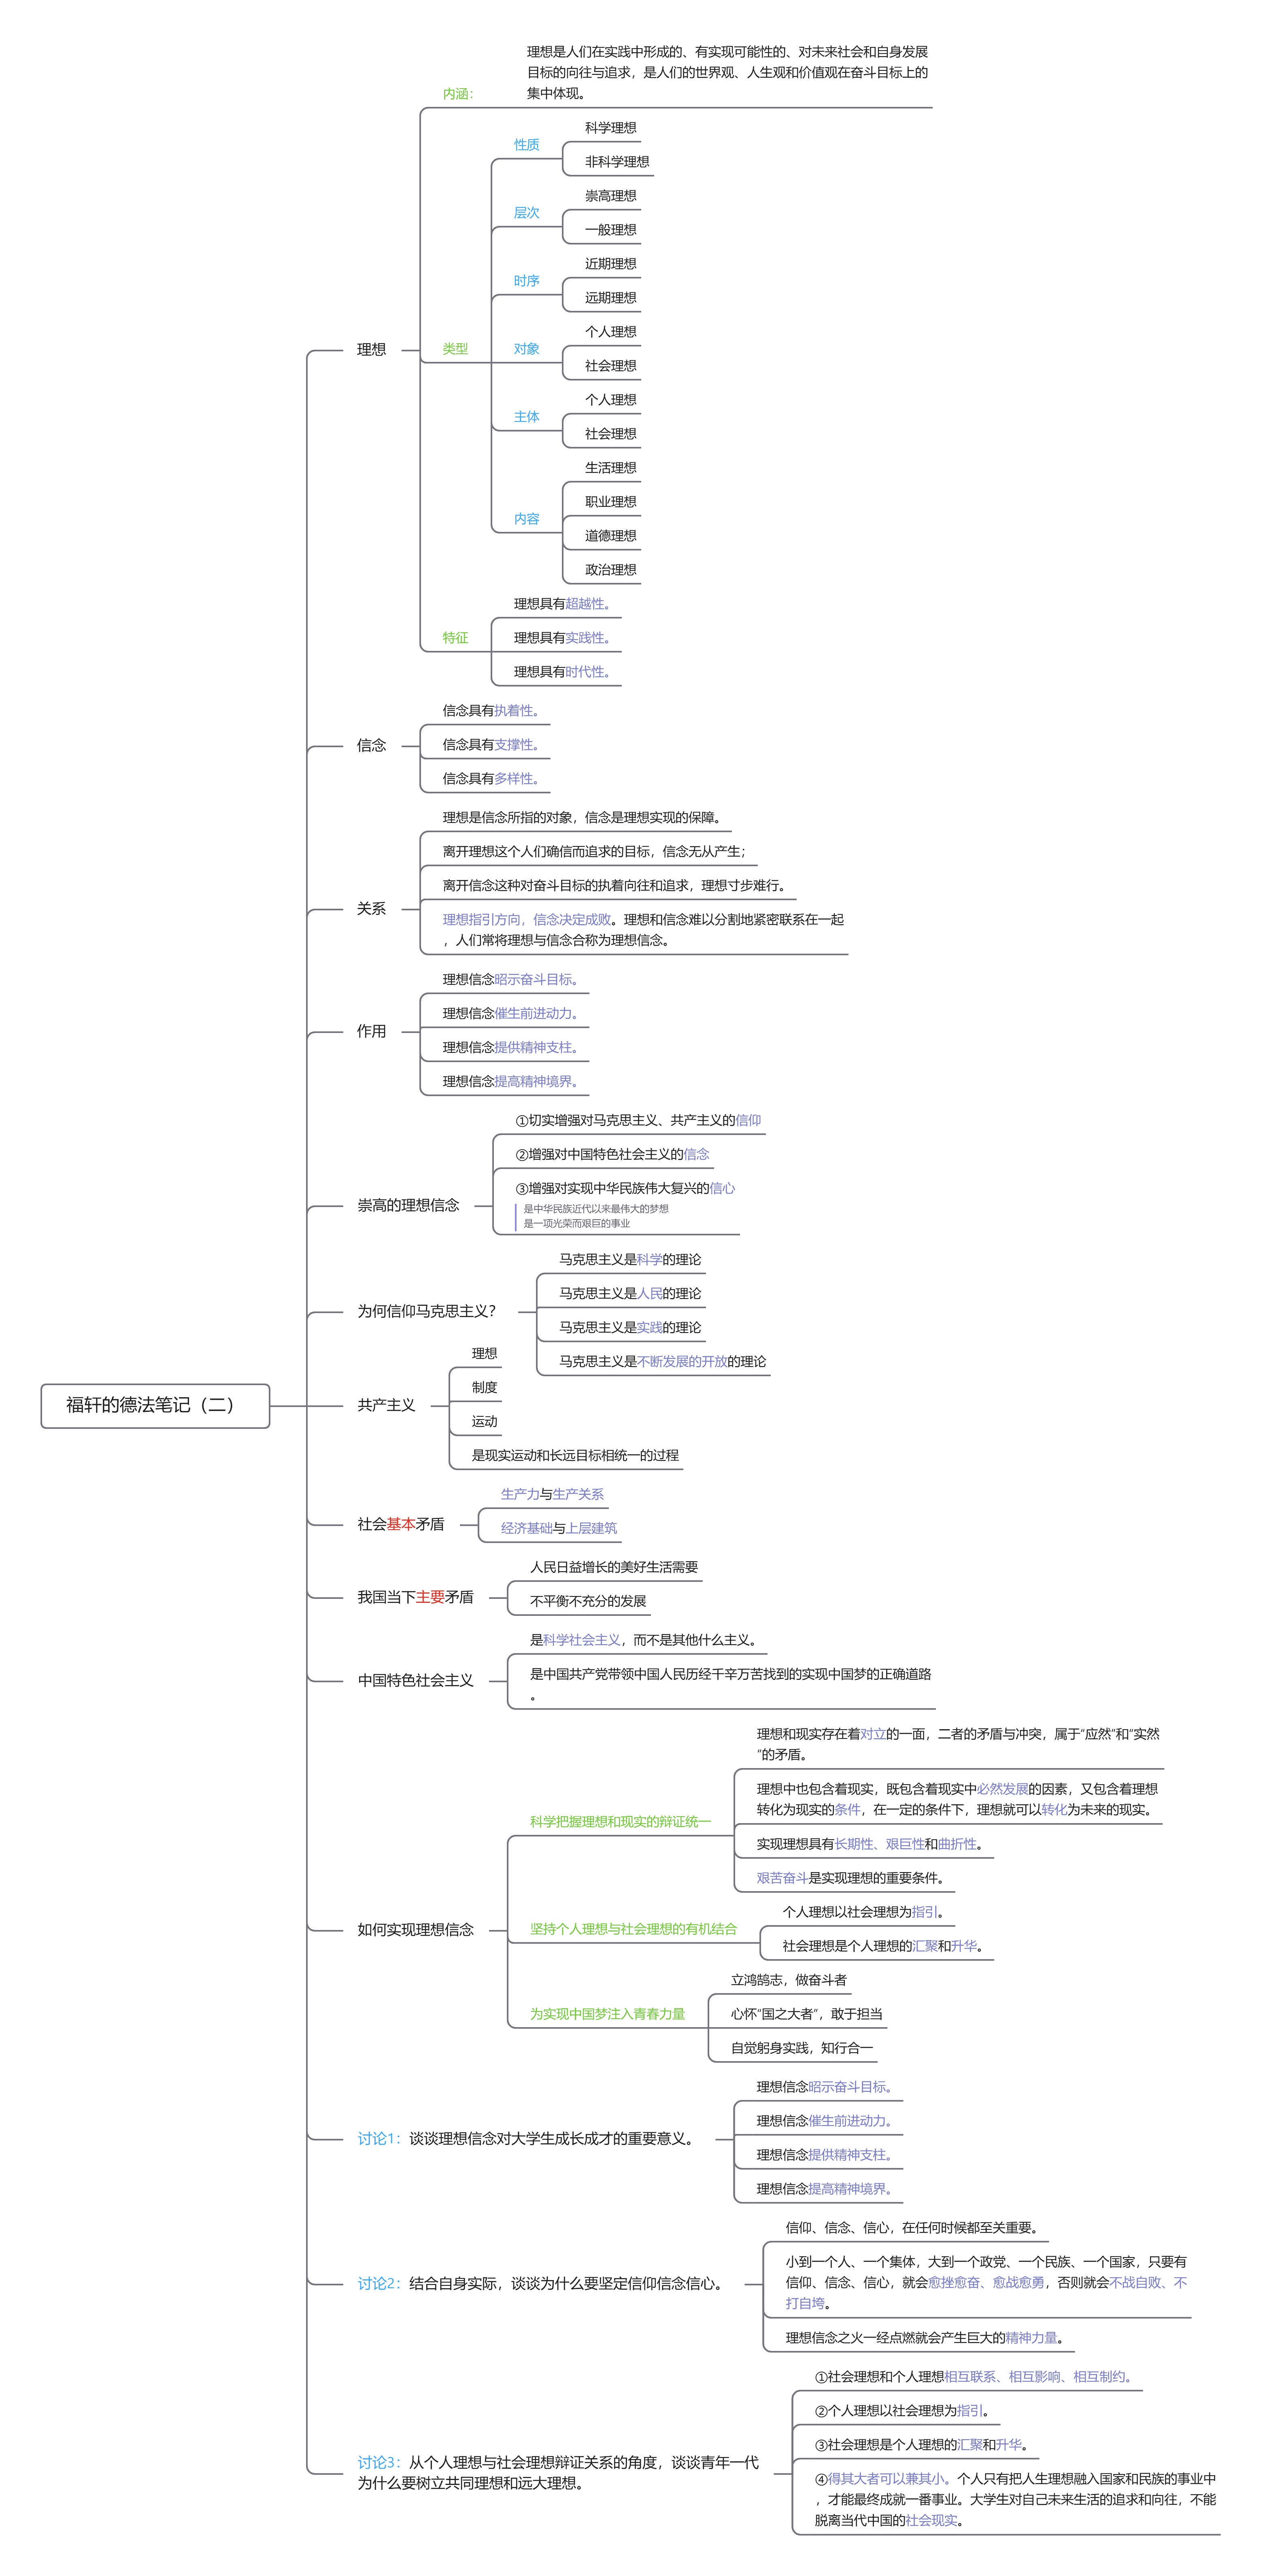 福轩的德法笔记（二）
理想
内涵：
理想是人们在实践中形成的、有实现可能性的、对未来社会和自身发展
目标的向往与追求，是人们的世界观、人生观和价值观在奋斗目标上的
集中体现。
类型
性质
科学理想
非科学理想
层次
崇高理想
一般理想
时序
近期理想
远期理想
对象
个人理想
社会理想
主体
个人理想
社会理想
内容
生活理想
职业理想
道德理想
政治理想
特征
理想具有超越性。
理想具有实践性。
理想具有时代性。
信念
信念具有执着性。
信念具有支撑性。
信念具有多样性。
关系
理想是信念所指的对象，信念是理想实现的保障。
离开理想这个人们确信而追求的目标，信念无从产生；
离开信念这种对奋斗目标的执着向往和追求，理想寸步难行。
理想指引方向，信念决定成败。理想和信念难以分割地紧密联系在一起
，人们常将理想与信念合称为理想信念。
作用
理想信念昭示奋斗目标。
理想信念催生前进动力。
理想信念提供精神支柱。
理想信念提高精神境界。
崇高的理想信念
①切实增强对马克思主义、共产主义的信仰
②增强对中国特色社会主义的信念
③增强对实现中华民族伟大复兴的信心
是中华民族近代以来最伟大的梦想
是一项光荣而艰巨的事业
为何信仰马克思主义？
马克思主义是科学的理论
马克思主义是人民的理论
马克思主义是实践的理论
马克思主义是不断发展的开放的理论
共产主义
理想
制度
运动
是现实运动和长远目标相统一的过程
社会基本矛盾
生产力与生产关系
经济基础与上层建筑
我国当下主要矛盾
人民日益增长的美好生活需要
不平衡不充分的发展
中国特色社会主义
是科学社会主义，而不是其他什么主义。
是中国共产党带领中国人民历经千辛万苦找到的实现中国梦的正确道路
。
如何实现理想信念
科学把握理想和现实的辩证统一
理想和现实存在着对立的一面，二者的矛盾与冲突，属于“应然”和“实然
”的矛盾。
理想中也包含着现实，既包含着现实中必然发展的因素，又包含着理想
转化为现实的条件，在一定的条件下，理想就可以转化为未来的现实。
实现理想具有长期性、艰巨性和曲折性。
艰苦奋斗是实现理想的重要条件。
坚持个人理想与社会理想的有机结合
个人理想以社会理想为指引。
社会理想是个人理想的汇聚和升华。
为实现中国梦注入青春力量
立鸿鹄志，做奋斗者
心怀“国之大者”，敢于担当
自觉躬身实践，知行合一
讨论1：谈谈理想信念对大学生成长成才的重要意义。
理想信念昭示奋斗目标。
理想信念催生前进动力。
理想信念提供精神支柱。
理想信念提高精神境界。
讨论2：结合自身实际，谈谈为什么要坚定信仰信念信心。
信仰、信念、信心，在任何时候都至关重要。
小到一个人、一个集体，大到一个政党、一个民族、一个国家，只要有
信仰、信念、信心，就会愈挫愈奋、愈战愈勇，否则就会不战自败、不
打自垮。
理想信念之火一经点燃就会产生巨大的精神力量。
讨论3：从个人理想与社会理想辩证关系的角度，谈谈青年一代
为什么要树立共同理想和远大理想。
①社会理想和个人理想相互联系、相互影响、相互制约。
②个人理想以社会理想为指引。
③社会理想是个人理想的汇聚和升华。
④得其大者可以兼其小。个人只有把人生理想融入国家和民族的事业中
，才能最终成就一番事业。大学生对自己未来生活的追求和向往，不能
脱离当代中国的社会现实。